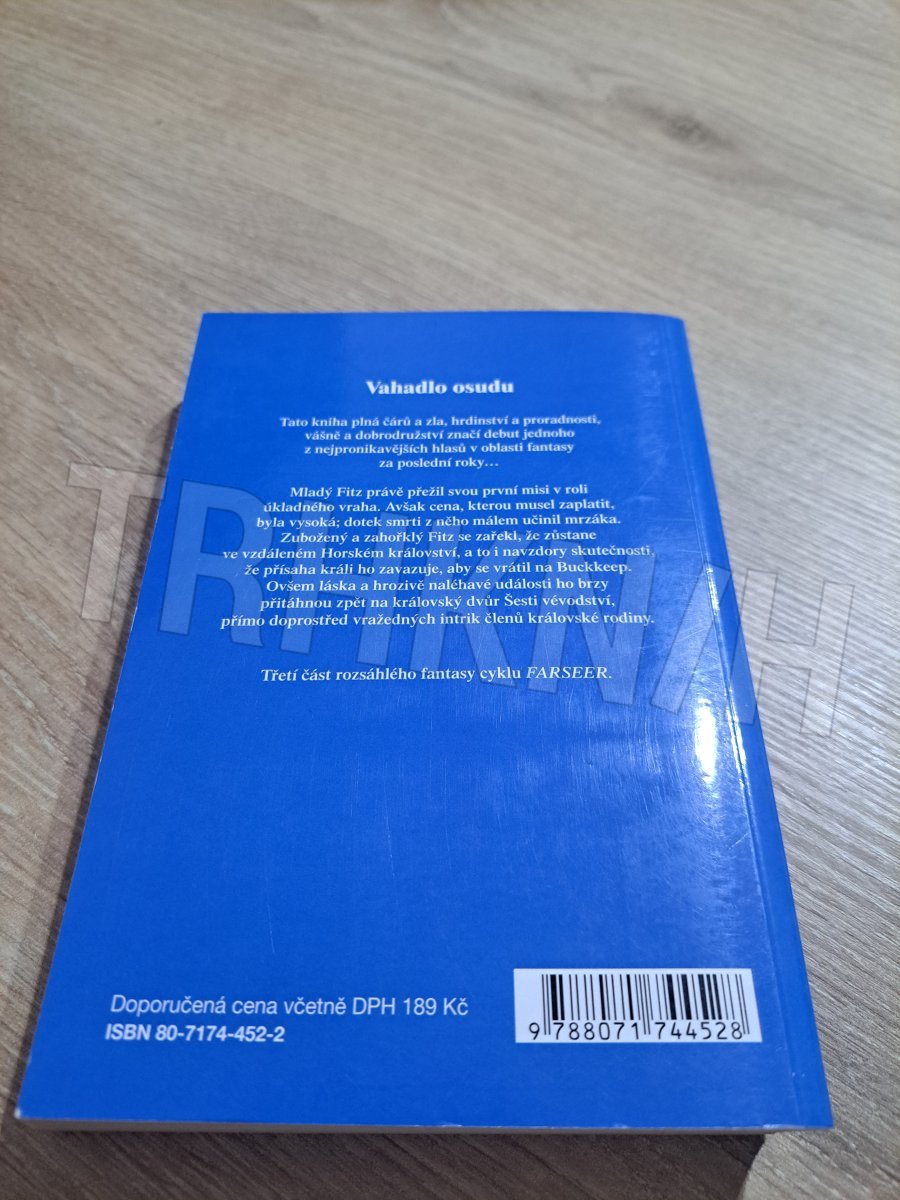 Vahadlo osudu
Tato kniha plná čárů a zla, hrdinství a proradnosti,
vášně a dobrodružství značí debut jednoho
z nejpronikavějších hlasů v oblasti fantasy
za poslední roky…
Mladý Fitz právě přežil svou první misi v roli
úkladného vraha. Avšak cena, kterou musel zaplatit,
byla vysoká; dotek smrti z něho málem učinil mrzáka.
Zubožený a zahořklý Fitz se zařekl, že zůstane
ve vzdáleném Horském království, a to i navzdory skutečnosti,
že přísaha králi ho zavazuje, aby se vrátil na Buckkeep.
Ovšem láska a hrozivě naléhavé události ho brzy
přitáhnou zpět na královský dvůr Šesti vévodství,
přímo doprostřed vražedných intrik členů královské rodiny.
Třetí část rozsáhlého fantasy cyklu FARSEER.
TRHKNIH
Doporučená cena včetně DPH 189 Kč
ISBN 80-7174-452-2
9 788071 744528